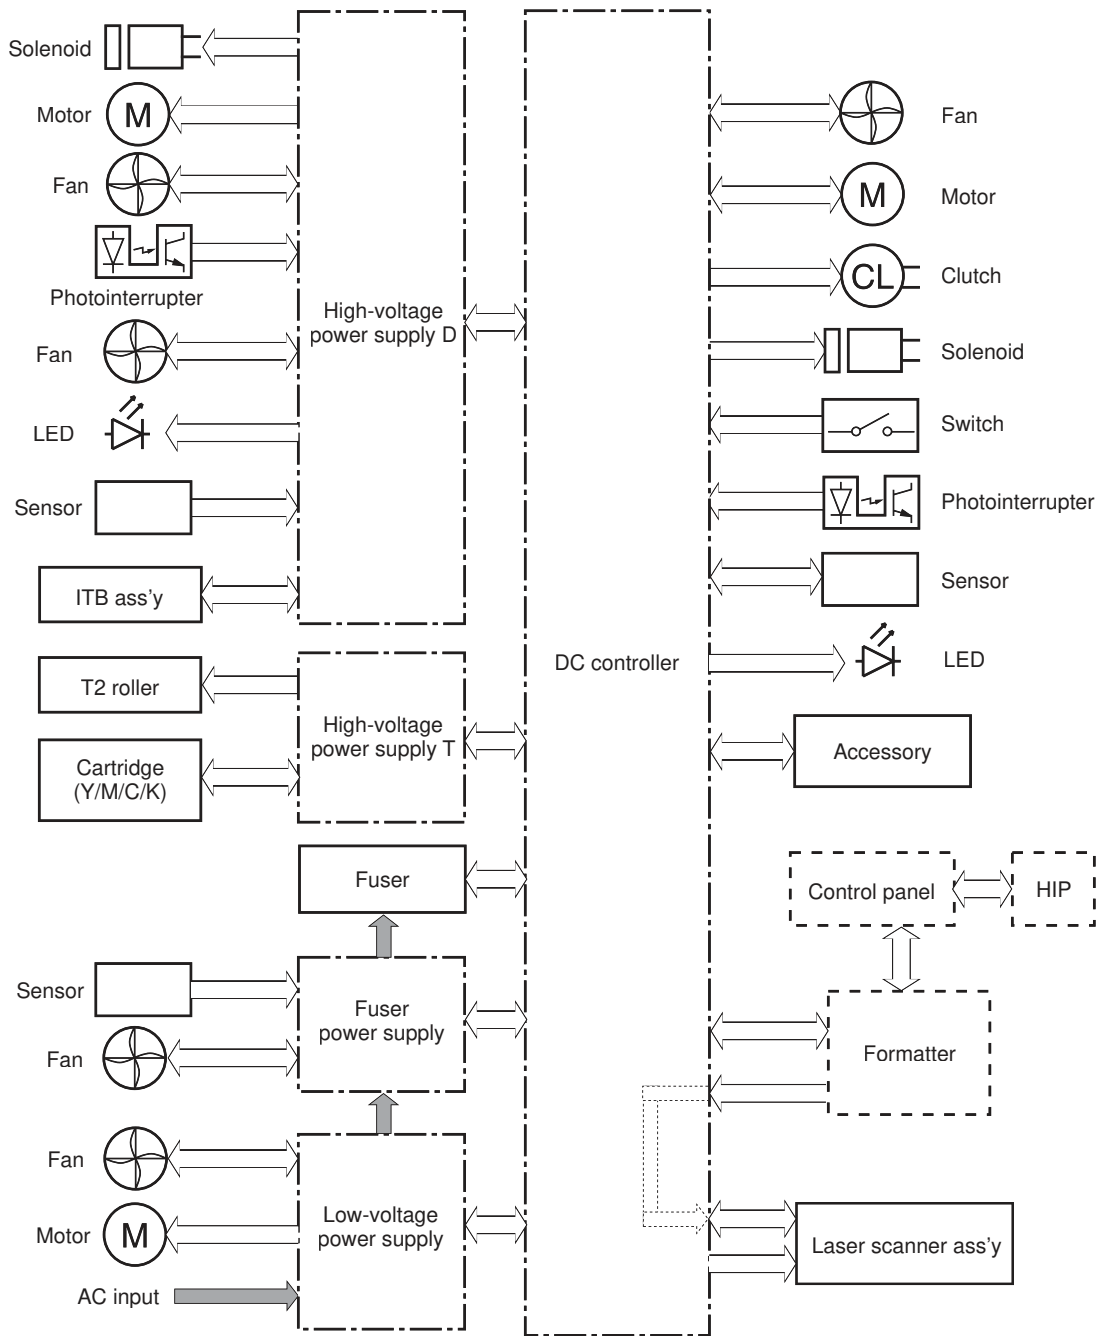 Solenoid
Motor
M
Fan
Photointerrupter
Fan
LED
Sensor
ITB ass'y
High-voltage
power supply D
T2 roller
Cartridge
(Y/M/C/K)
High-voltage
power supply T
Fuser
Sensor
Fan
Fuser
power supply
Fan
Motor
M
AC input
Low-voltage
power supply
DC controller
Fan
M
Motor
CL
Clutch
Solenoid
Switch
Photointerrupter
Sensor
LED
Accessory
Control panel
HIP
Formatter
Laser scanner ass'y